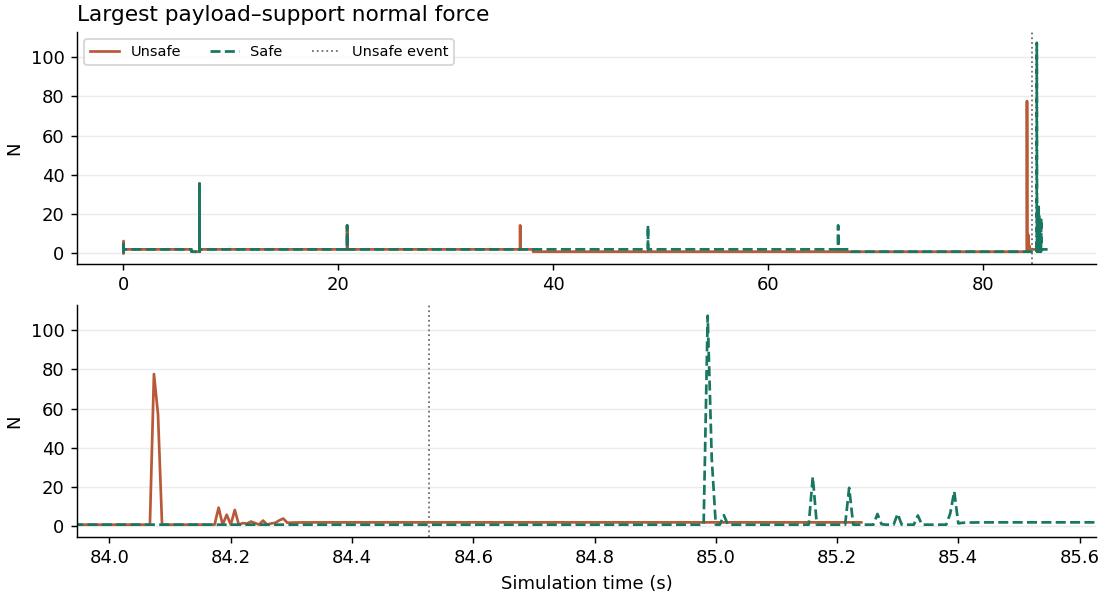 Largest payload–support normal force
Unsafe Safe Unsafe event
100
80
60
40
20
0
N
0 20 40 60 80
100
80
60
40
20
0
N
84.0 84.2 84.4 84.6 84.8 85.0 85.2 85.4 85.6
Simulation time (s)